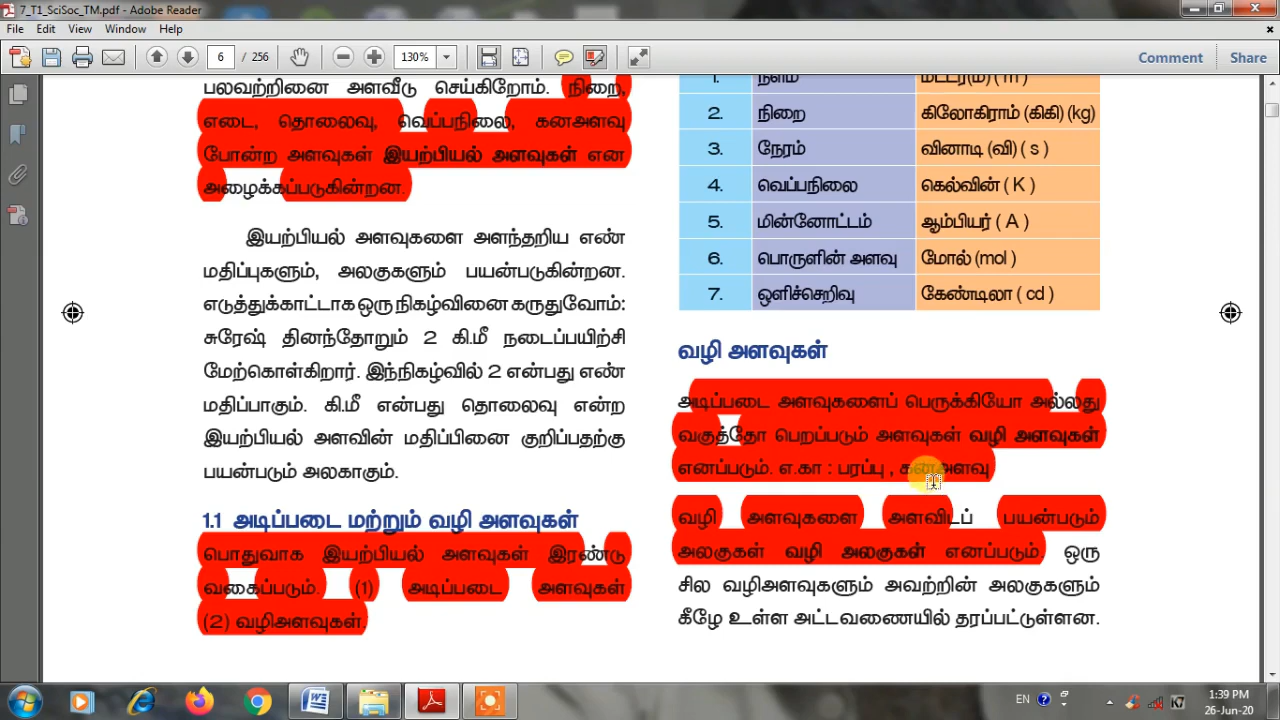 7_T1_SciSoc_TM.pdf - Adobe Reader
File Edit View Window Help
6 / 256
130%
Comment Share
பலவற்றினை அளவீடு செய்கிறோம். நிறை,
எடை, தொலைவு, வெப்பநிலை, கனஅளவு
போன்ற அளவுகள் இயற்பியல் அளவுகள் என
அழைக்கப்படுகின்றன.
இயற்பியல் அளவுகளை அளந்தறிய எண்
மதிப்புகளும், அலகுகளும் பயன்படுகின்றன.
எடுத்துக்காட்டாக ஒரு நிகழ்வினை கருதுவோம்:
சுரேஷ் தினந்தோறும் 2 கி.மீ நடைப்பயிற்சி
மேற்கொள்கிறார். இந்நிகழ்வில் 2 என்பது எண்
மதிப்பாகும். கி.மீ என்பது தொலைவு என்ற
இயற்பியல் அளவின் மதிப்பினை குறிப்பதற்கு
பயன்படும் அலகாகும்.
1.1 அடிப்படை மற்றும் வழி அளவுகள்
பொதுவாக இயற்பியல் அளவுகள் இரண்டு
வகைப்படும். (1) அடிப்படை அளவுகள்
(2) வழிஅளவுகள்.
1. நீளம் மீட்டர்(மீ) ( m )
2. நிறை கிலோகிராம் (கிகி) (kg)
3. நேரம் வினாடி (வி) ( s )
4. வெப்பநிலை கெல்வின் ( K )
5. மின்னோட்டம் ஆம்பியர் ( A )
6. பொருளின் அளவு மோல் (mol )
7. ஒளிச்செறிவு கேண்டிலா ( cd )
வழி அளவுகள்
அடிப்படை அளவுகளைப் பெருக்கியோ அல்லது
வகுத்தோ பெறப்படும் அளவுகள் வழி அளவுகள்
எனப்படும். எ.கா : பரப்பு , கனஅளவு
வழி அளவுகளை அளவிடப் பயன்படும்
அலகுகள் வழி அலகுகள் எனப்படும். ஒரு
சில வழிஅளவுகளும் அவற்றின் அலகுகளும்
கீழே உள்ள அட்டவணையில் தரப்பட்டுள்ளன.
EN
1:39 PM
26-Jun-20